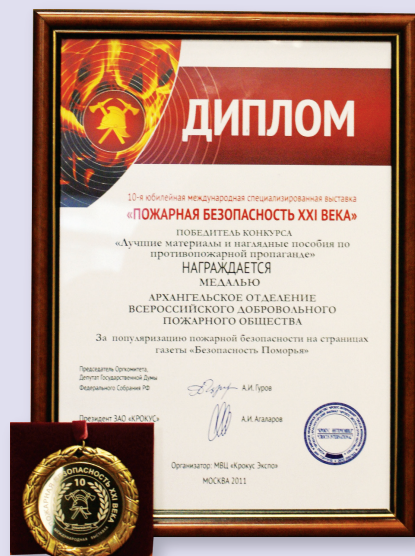 ДИПЛОМ
10-я юбилейная международная специализированная выставка
«ПОЖАРНАЯ БЕЗОПАСНОСТЬ XXI ВЕКА»
ПОБЕДИТЕЛЬ КОНКУРСА
«Лучшие материалы и наглядные пособия по
противопожарной пропаганде»
НАГРАЖДАЕТСЯ
МЕДАЛЬЮ
АРХАНГЕЛЬСКОЕ ОТДЕЛЕНИЕ
ВСЕРОССИЙСКОГО ДОБРОВОЛЬНОГО
ПОЖАРНОГО ОБЩЕСТВА
За популяризацию пожарной безопасности на страницах
газеты «Безопасность Поморья»
Председатель Оргкомитета,
Депутат Государственной Думы
Федерального Собрания РФ
А.И. Гуров
Президент ЗАО «КРОКУС»
А.И. Агаларов
Организатор: МВЦ «Крокус Экспо»
МОСКВА 2011
БЕЗОПАСНОСТЬ XXI ВЕКА
10